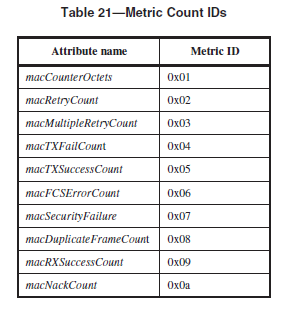 Table 21—Metric Count IDs
Attribute name Metric ID
macCounterOctets 0x01
macRetryCount 0x02
macMultipleRetryCount 0x03
macTXFailCount 0x04
macTXSuccessCount 0x05
macFCSErrorCount 0x06
macSecurityFailure 0x07
macDuplicateFrameCount 0x08
macRXSuccessCount 0x09
macNackCount 0x0a